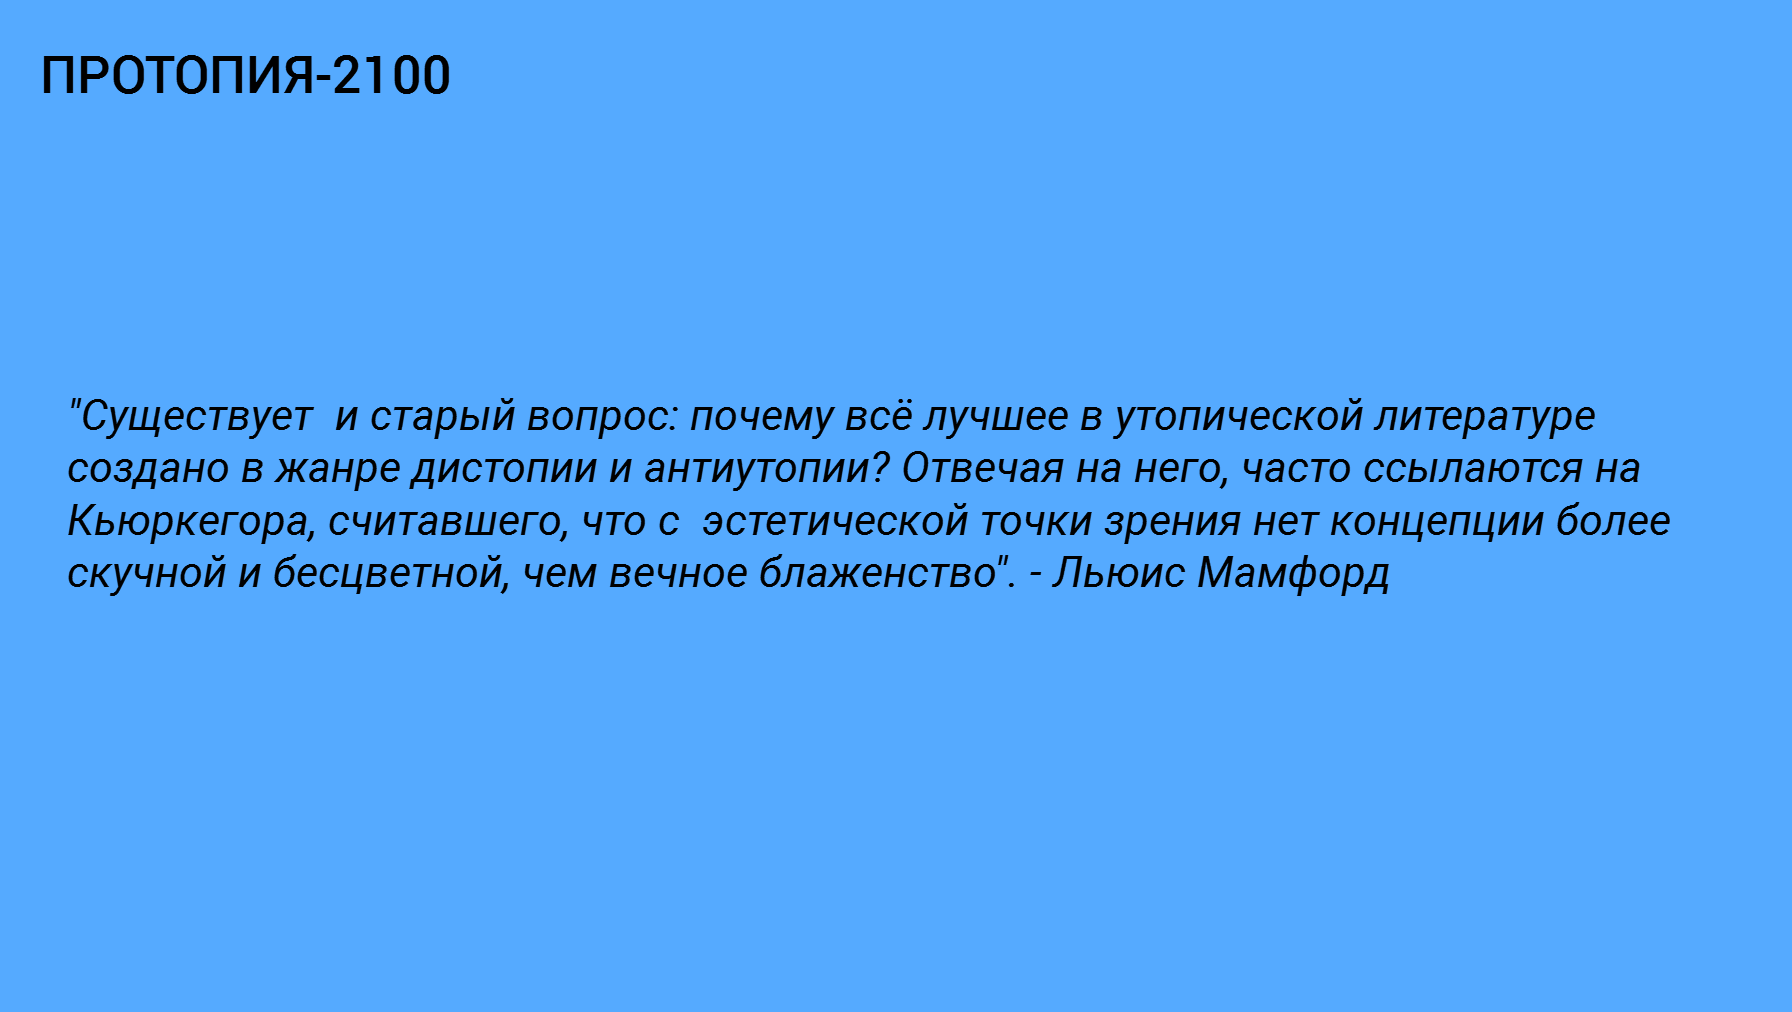 ПРОТОПИЯ-2100
"Существует  и старый вопрос: почему всё лучшее в утопической литературе
создано в жанре дистопии и антиутопии? Отвечая на него, часто ссылаются на
Кьюркегора, считавшего, что с  эстетической точки зрения нет концепции более
скучной и бесцветной, чем вечное блаженство". - Льюис Мамфорд